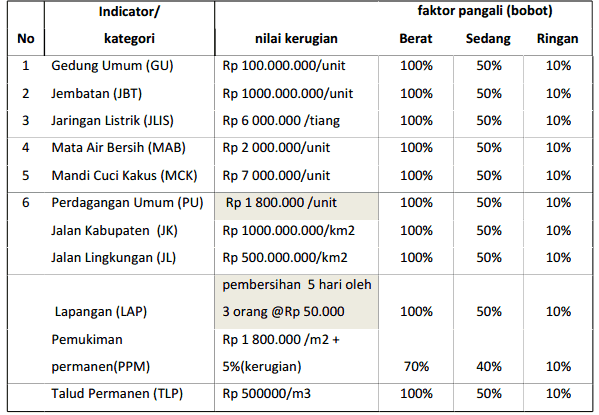 Indikator/ faktor pangali (bobot)
No kategori nilai kerugian Berat Sedang Ringan
1 Gedung Umum (GU) Rp 100.000.000/unit 100% 50% 10%
2 Jembatan (JBT) Rp 1000.000.000/unit 100% 50% 10%
3 Jaringan Listrik (JLIS) Rp 6 000.000 /tiang 100% 50% 10%
4 Mata Air Bersih (MAB) Rp 2 000.000/unit 100% 50% 10%
5 Mandi Cuci Kakus (MCK) Rp 7 000.000/unit 100% 50% 10%
6 Perdagangan Umum (PU) Rp 1 800.000 /unit 100% 50% 10%
Jalan Kabupaten (JK) Rp 1000.000.000/km2 100% 50% 10%
Jalan Lingkungan (JL) Rp 500.000.000/km2 100% 50% 10%
pembersihan 5 hari oleh
Lapangan (LAP) 3 orang @Rp 50.000 100% 50% 10%
Pemukiman Rp 1 800.000 /m2 +
permanen(PPM) 5%(kerugian) 70% 40% 10%
Talud Permanen (TLP) Rp 500000/m3 100% 50% 10%